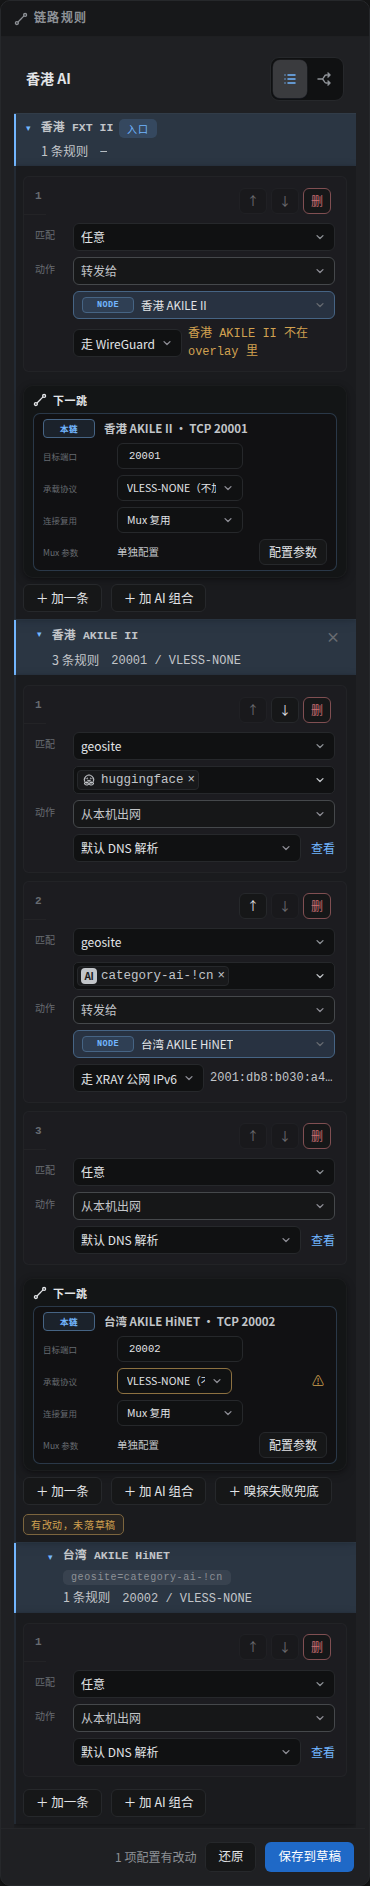 链路规则
香港 AI
香港 FXT II 入口
1 条规则 —
1 ↑ ↓ 删
匹配 任意
动作 转发给
NODE 香港 AKILE II
走 WireGuard 香港 AKILE II 不在
overlay 里
下一跳
本链 香港 AKILE II • TCP 20001
目标端口 20001
承载协议 VLESS-NONE（不加
连接复用 Mux 复用
Mux 参数 单独配置 配置参数
＋ 加一条 ＋ 加 AI 组合
香港 AKILE II ×
3 条规则 20001 / VLESS-NONE
1 ↑ ↓ 删
匹配 geosite
huggingface ×
动作 从本机出网
默认 DNS 解析 查看
2 ↑ ↓ 删
匹配 geosite
AI category-ai-!cn ×
动作 转发给
NODE 台湾 AKILE HiNET
走 XRAY 公网 IPv6 2001:db8:b030:a4…
3 ↑ ↓ 删
匹配 任意
动作 从本机出网
默认 DNS 解析 查看
下一跳
本链 台湾 AKILE HiNET • TCP 20002
目标端口 20002
承载协议 VLESS-NONE（
连接复用 Mux 复用
Mux 参数 单独配置 配置参数
＋ 加一条 ＋ 加 AI 组合 ＋ 嗅探失败兜底
有改动，未落草稿
台湾 AKILE HiNET
geosite=category-ai-!cn
1 条规则 20002 / VLESS-NONE
1 ↑ ↓ 删
匹配 任意
动作 从本机出网
默认 DNS 解析 查看
＋ 加一条 ＋ 加 AI 组合
1 项配置有改动 还原 保存到草稿